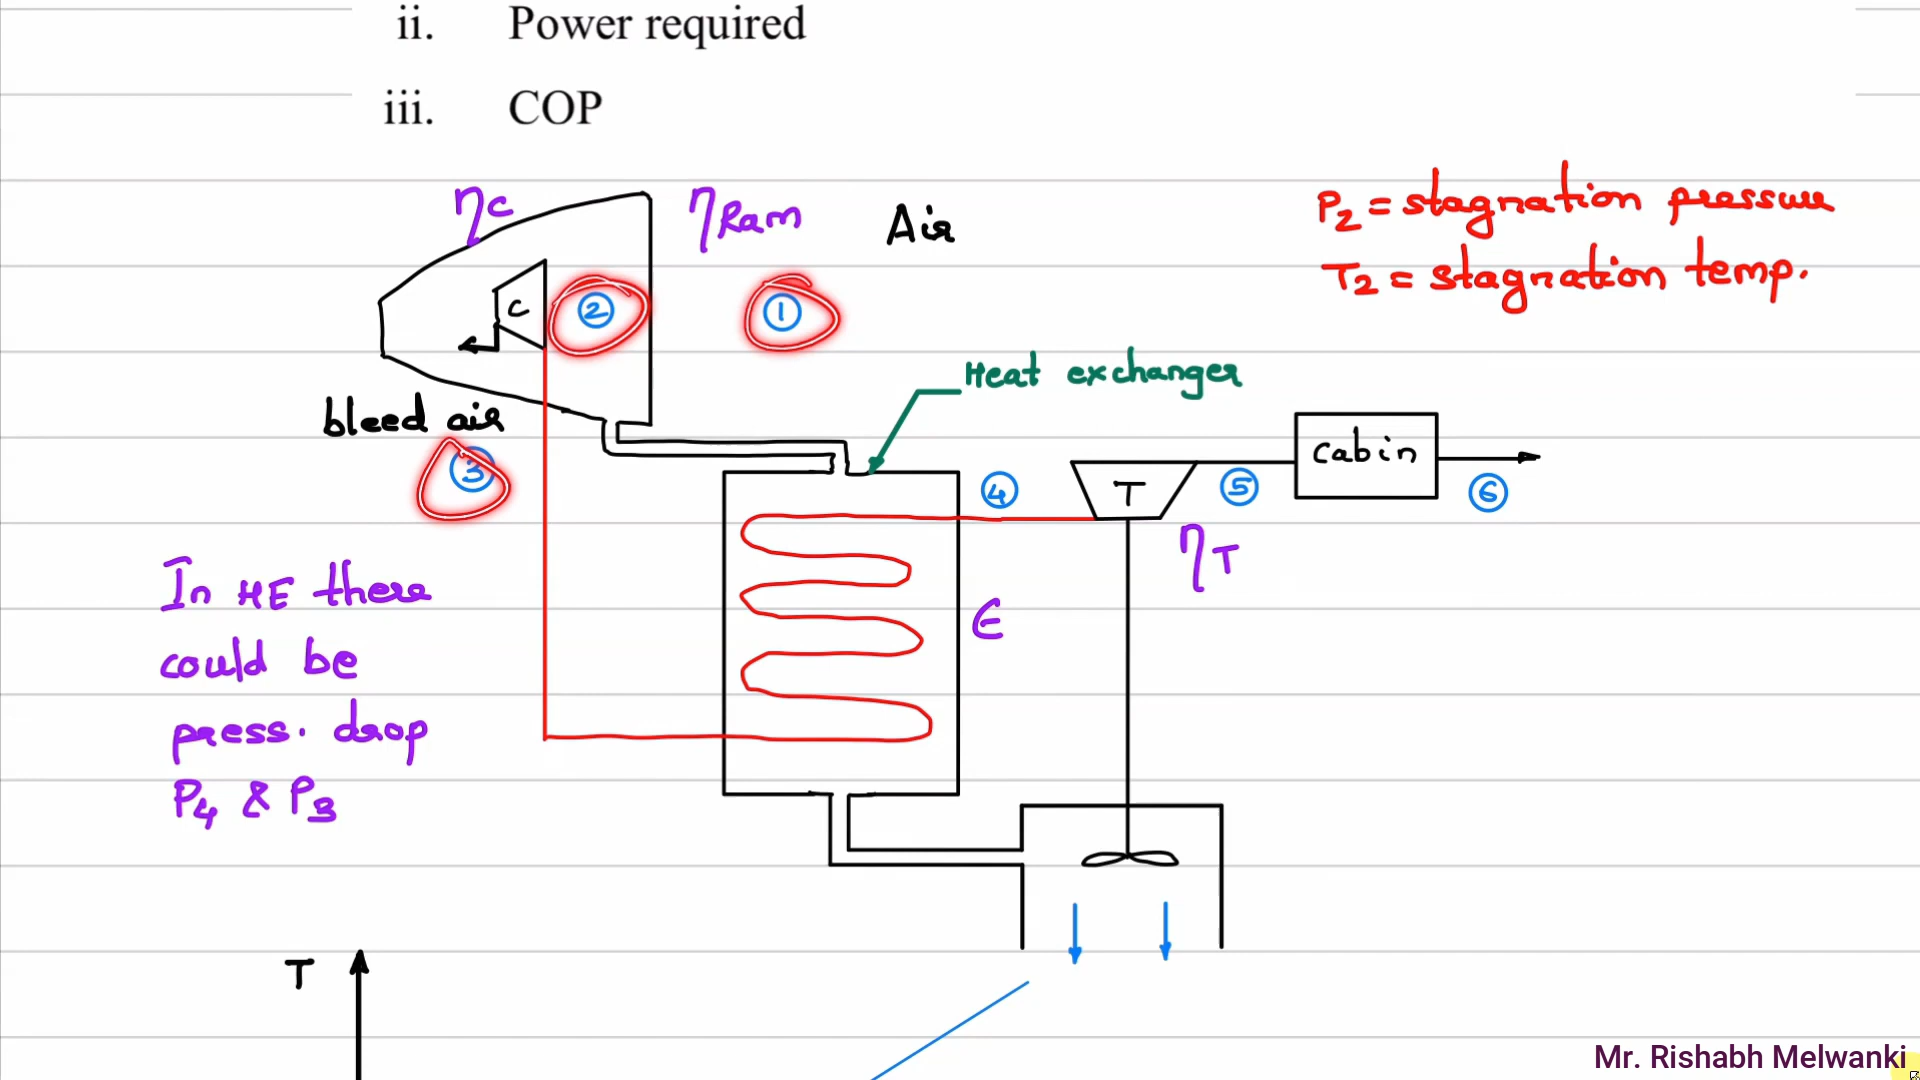 ii. Power required
iii. COP
ηc
ηRam
Air
P2 = stagnation pressure
T2 = stagnation temp.
C
2
1
Heat exchanger
bleed air
3
4
T
5
cabin
6
ηT
In HE there
could be
press. drop
P4 & P3
ϵ
T
Mr. Rishabh Melwanki